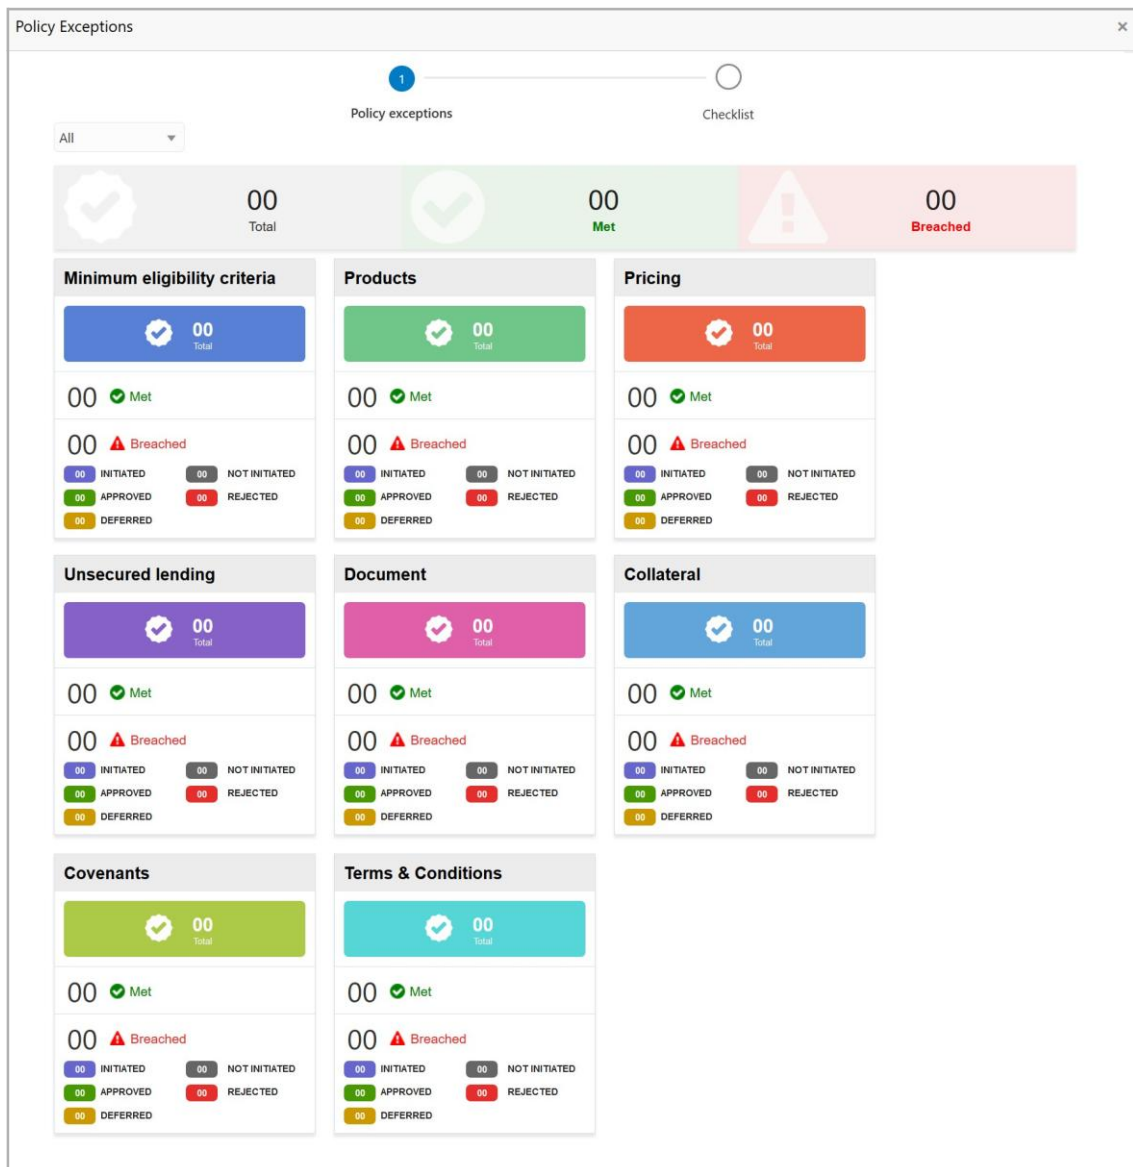 Policy Exceptions ×
1
Policy exceptions Checklist
All
00 00 00
Total Met Breached
Minimum eligibility criteria Products Pricing
00 00 00
Total Total Total
00 Met 00 Met 00 Met
00 Breached 00 Breached 00 Breached
00 INITIATED 00 NOT INITIATED 00 INITIATED 00 NOT INITIATED 00 INITIATED 00 NOT INITIATED
00 APPROVED 00 REJECTED 00 APPROVED 00 REJECTED 00 APPROVED 00 REJECTED
00 DEFERRED 00 DEFERRED 00 DEFERRED
Unsecured lending Document Collateral
00 00 00
Total Total Total
00 Met 00 Met 00 Met
00 Breached 00 Breached 00 Breached
00 INITIATED 00 NOT INITIATED 00 INITIATED 00 NOT INITIATED 00 INITIATED 00 NOT INITIATED
00 APPROVED 00 REJECTED 00 APPROVED 00 REJECTED 00 APPROVED 00 REJECTED
00 DEFERRED 00 DEFERRED 00 DEFERRED
Covenants Terms & Conditions
00 00
Total Total
00 Met 00 Met
00 Breached 00 Breached
00 INITIATED 00 NOT INITIATED 00 INITIATED 00 NOT INITIATED
00 APPROVED 00 REJECTED 00 APPROVED 00 REJECTED
00 DEFERRED 00 DEFERRED